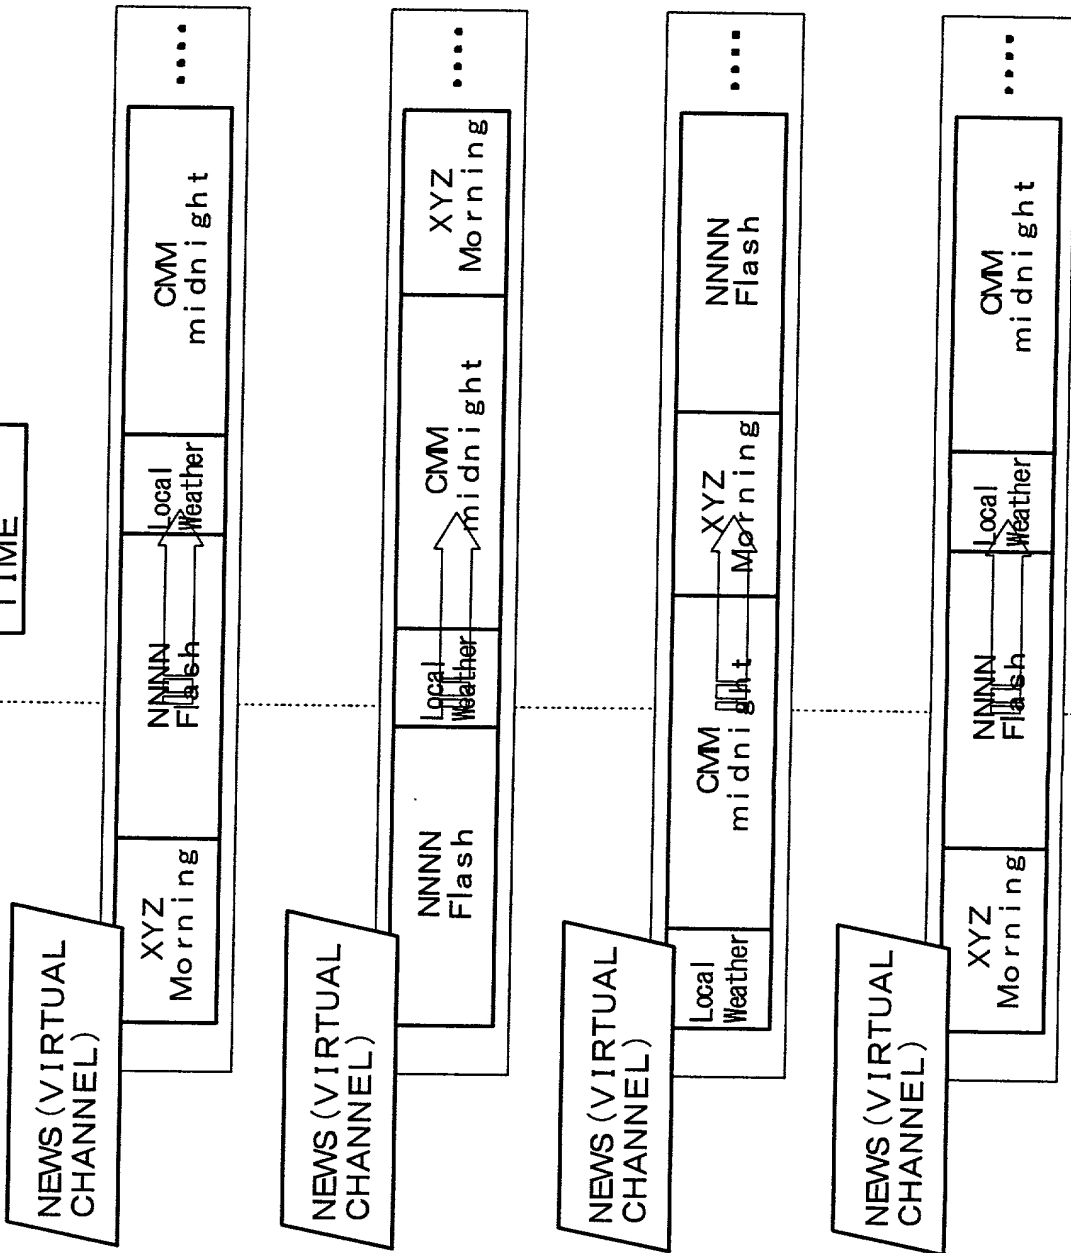 TIME
NEWS (VIRTUAL
CHANNEL)
XYZ
Morning
NNNN
Flash
Local
Weather
CMM
midnight
....
NEWS (VIRTUAL
CHANNEL)
NNNN
Flash
Local
Weather
CMM
midnight
XYZ
Morning
....
NEWS (VIRTUAL
CHANNEL)
Local
Weather
CMM
midnight
XYZ
Morning
NNNN
Flash
....
NEWS (VIRTUAL
CHANNEL)
XYZ
Morning
NNNN
Flash
Local
Weather
CMM
midnight
....